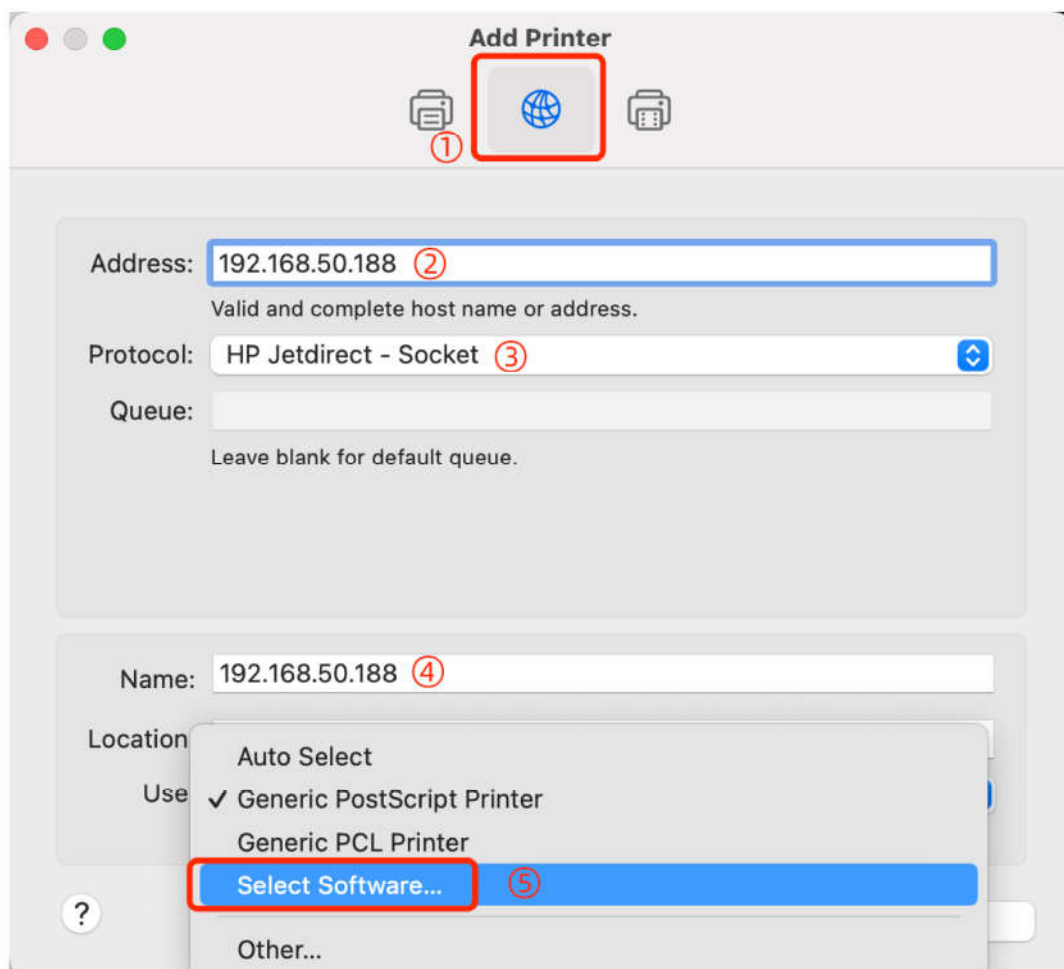 Add Printer
①
Address: 192.168.50.188 ②
Valid and complete host name or address.
Protocol: HP Jetdirect - Socket ③
Queue:
Leave blank for default queue.
Name: 192.168.50.188 ④
Location
Auto Select
Use ✓ Generic PostScript Printer
Generic PCL Printer
Select Software... ⑤
?
Other...